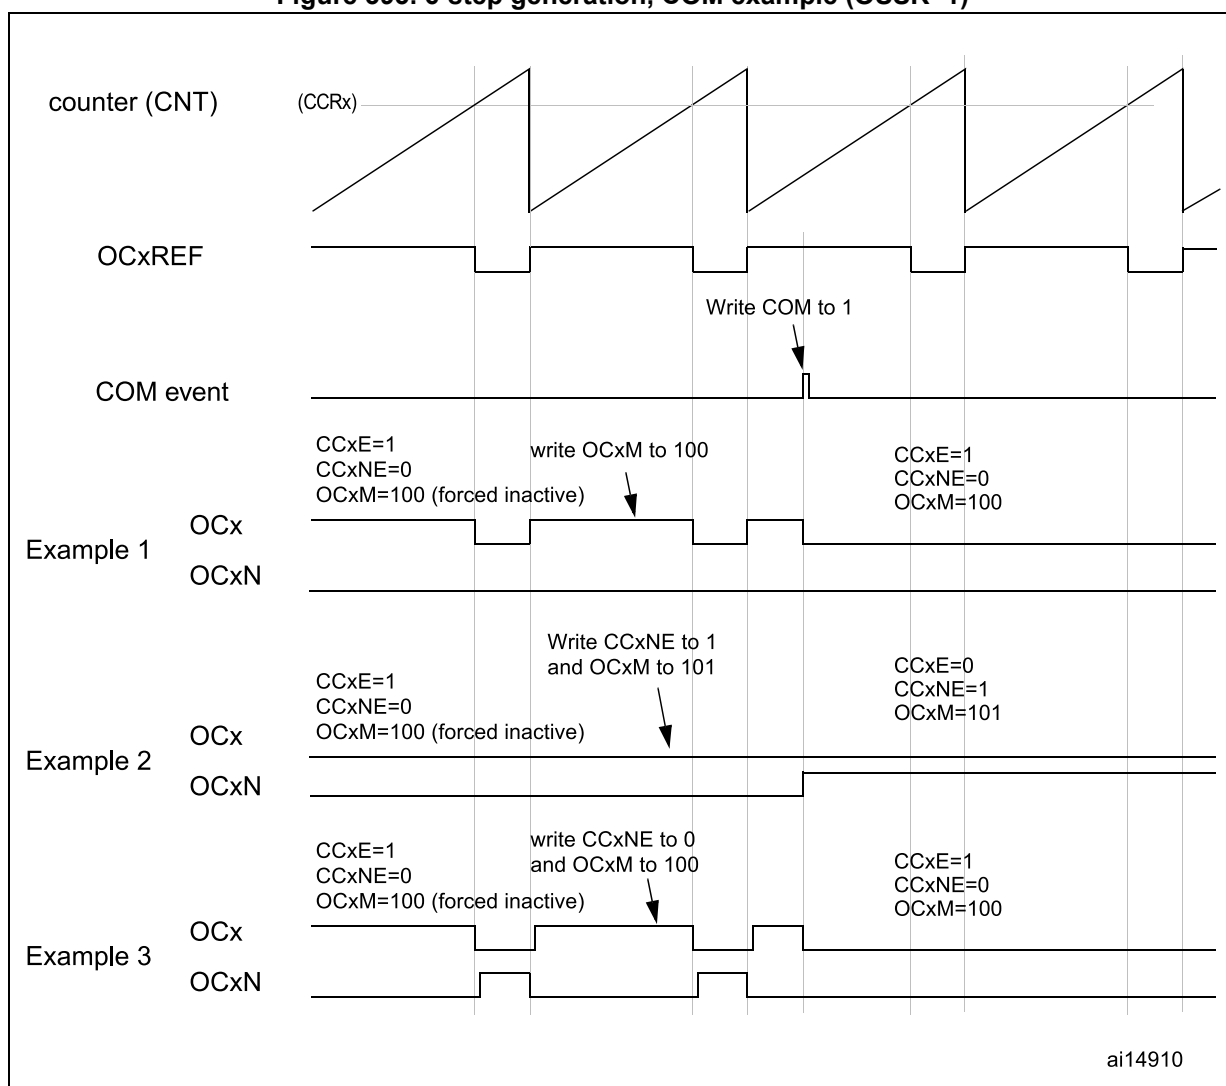 counter (CNT)
(CCRx)
OCxREF
Write COM to 1
COM event
CCxE=1
CCxNE=0
OCxM=100 (forced inactive)
write OCxM to 100
CCxE=1
CCxNE=0
OCxM=100
Example 1
OCx
OCxN
Write CCxNE to 1
and OCxM to 101
CCxE=1
CCxNE=0
OCxM=100 (forced inactive)
CCxE=0
CCxNE=1
OCxM=101
Example 2
OCx
OCxN
write CCxNE to 0
and OCxM to 100
CCxE=1
CCxNE=0
OCxM=100 (forced inactive)
CCxE=1
CCxNE=0
OCxM=100
Example 3
OCx
OCxN
ai14910